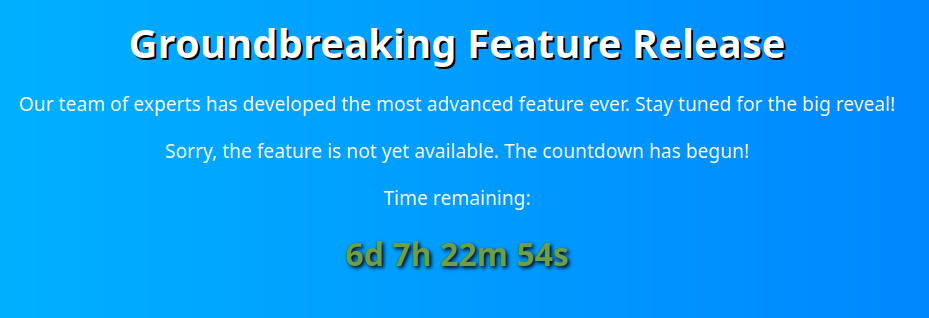 Groundbreaking Feature Release
Our team of experts has developed the most advanced feature ever. Stay tuned for the big reveal!
Sorry, the feature is not yet available. The countdown has begun!
Time remaining:
6d 7h 22m 54s